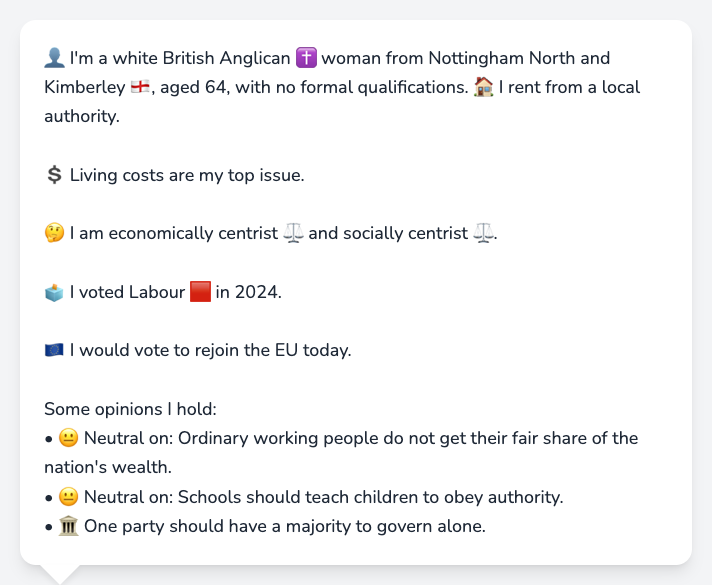 👤 I'm a white British Anglican ✝️ woman from Nottingham North and
Kimberley 🏴󠁧󠁢󠁥󠁮󠁧󠁿, aged 64, with no formal qualifications. 🏠 I rent from a local
authority.
💲 Living costs are my top issue.
🤔 I am economically centrist ⚖️ and socially centrist ⚖️.
🗳️ I voted Labour 🟥 in 2024.
🇪🇺 I would vote to rejoin the EU today.
Some opinions I hold:
• 😐 Neutral on: Ordinary working people do not get their fair share of the
nation's wealth.
• 😐 Neutral on: Schools should teach children to obey authority.
• 🏛️ One party should have a majority to govern alone.